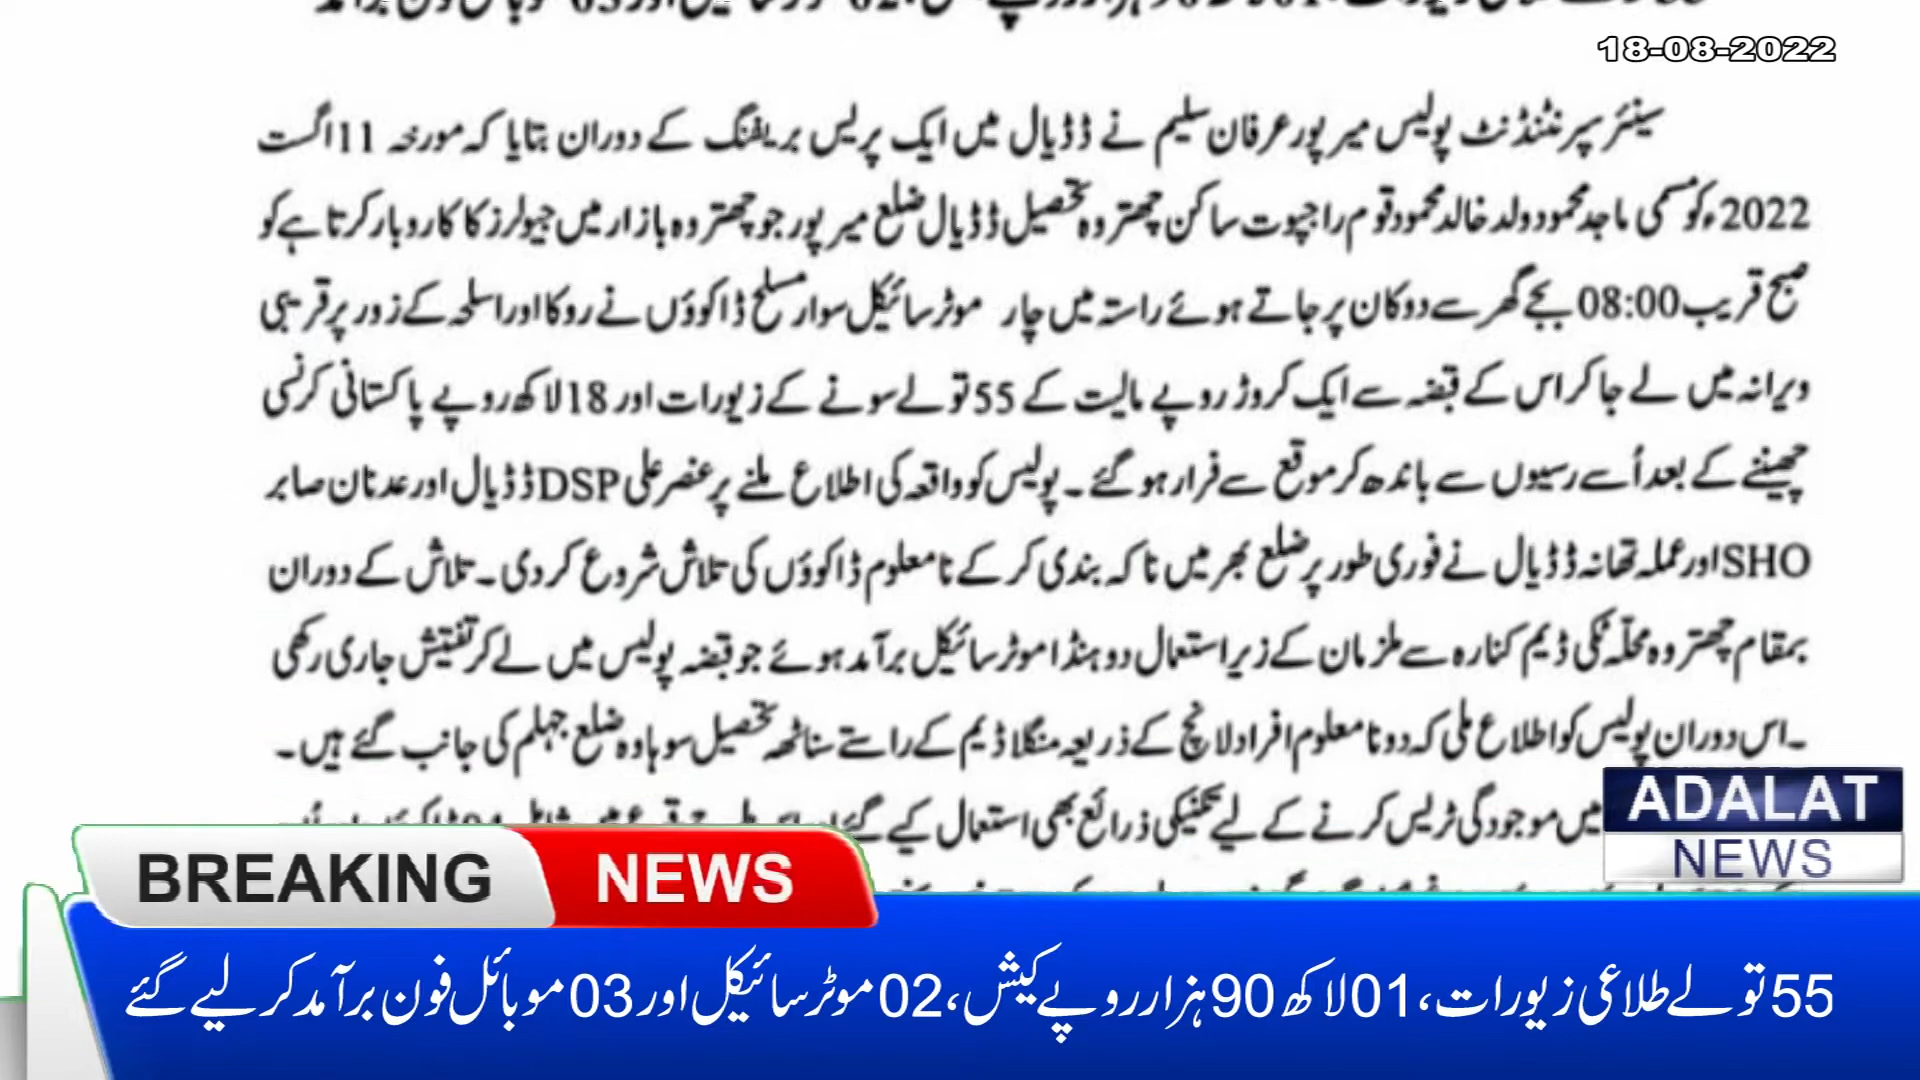 18-08-2022
سینئر سپرنٹنڈنٹ پولیس میرپور عرفان سلیم نے ڈڈیال میں ایک پریس بریفنگ کے دوران بتایا کہ مورخہ 11 اگست
2022ء کو مسمی ماجد محمود ولد خالد محمود قوم راجپوت ساکن چھتروہ تحصیل ڈڈیال ضلع میرپور جو چھتروہ بازار میں جیولرز کا کاروبار کرتا ہے کو
صبح قریب 08:00 بجے گھر سے دوکان پر جاتے ہوئے راستہ میں چار موٹر سائیکل سوار مسلح ڈاکوؤں نے روکا اور اسلحہ کے زور پر قریبی
ویرانہ میں لے جا کر اس کے قبضہ سے ایک کروڑ روپے مالیت کے 55 تولے سونے کے زیورات اور 18 لاکھ روپے پاکستانی کرنسی
چھیننے کے بعد اُسے رسیوں سے باندھ کر موقع سے فرار ہو گئے ۔ پولیس کو واقعہ کی اطلاع ملنے پر عنصر علی DSP ڈڈیال اور عدنان صابر
SHO اور عملہ تھانہ ڈڈیال نے فوری طور پر ضلع بھر میں ناکہ بندی کر کے نامعلوم ڈاکوؤں کی تلاش شروع کر دی ۔ تلاش کے دوران
بمقام چھتروہ محلّہ ٹکی ڈیم کنارہ سے ملزمان کے زیر استعمال دو ہنڈا موٹر سائیکل برآمد ہوئے جو قبضہ پولیس میں لے کر تفتیش جاری رکھی
۔ اس دوران پولیس کو اطلاع ملی کہ دو نامعلوم افراد لانچ کے ذریعہ منگلا ڈیم کے راستے سناٹھہ تحصیل سوہاوہ ضلع جہلم کی جانب گئے ہیں ۔
میں موجودگی ٹریس کرنے کے لیے تکنیکی ذرائع بھی استعمال کیے گئے
ADALAT
NEWS
BREAKING NEWS
55 تولے طلاعی زیورات، 01 لاکھ 90 ہزار روپے کیش، 02 موٹر سائیکل اور 03 موبائل فون برآمد کر لیے گئے